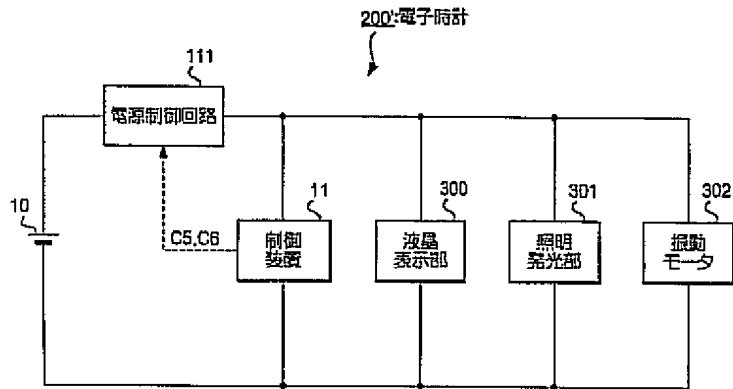 200':電子時計
111
電源制御回路
10
C5,C6
11
制御
装置
300
液晶
表示部
301
照明
発光部
302
振動
モータ